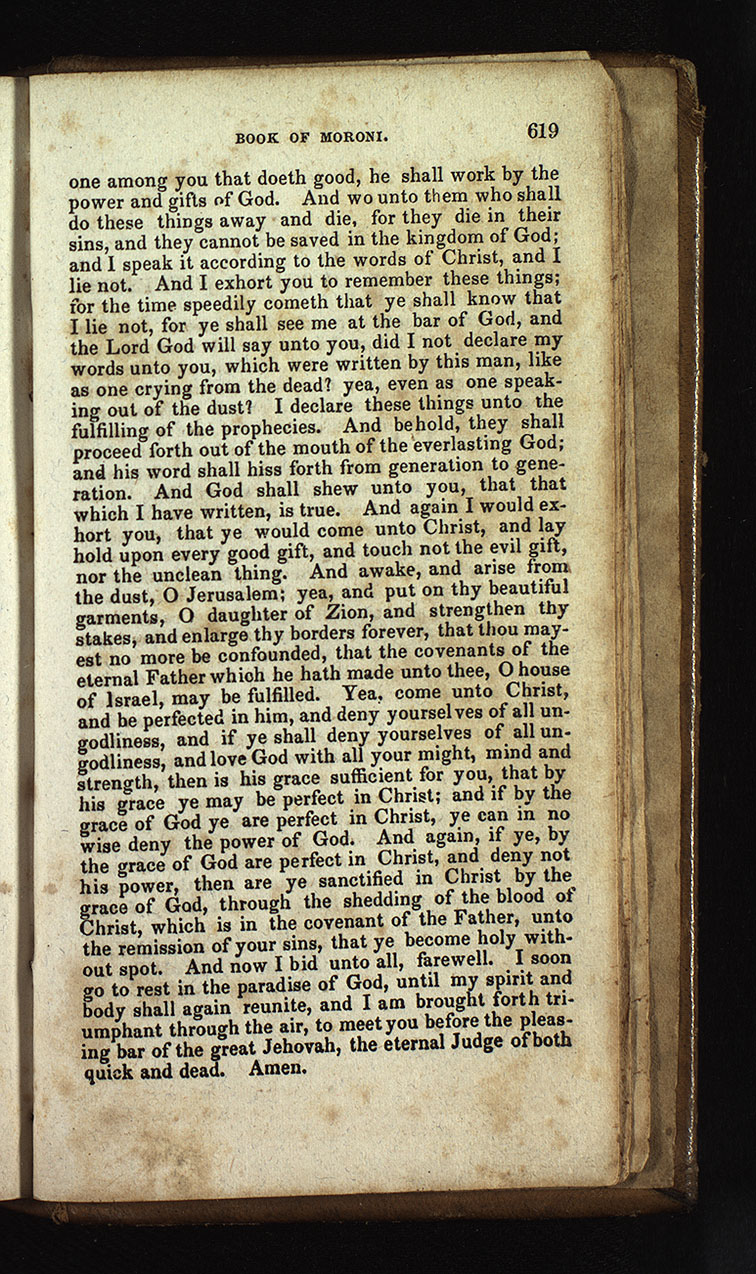 BOOK OF MORONI. 619
one among you that doeth good, he shall work by the
power and gifts of God. And wo unto them who shall
do these things away and die, for they die in their
sins, and they cannot be saved in the kingdom of God;
and I speak it according to the words of Christ, and I
lie not. And I exhort you to remember these things;
for the time speedily cometh that ye shall know that
I lie not, for ye shall see me at the bar of God, and
the Lord God will say unto you, did I not declare my
words unto you, which were written by this man, like
as one crying from the dead? yea, even as one speak-
ing out of the dust? I declare these things unto the
fulfilling of the prophecies. And behold, they shall
proceed forth out of the mouth of the everlasting God;
and his word shall hiss forth from generation to gene-
ration. And God shall shew unto you, that that
which I have written, is true. And again I would ex-
hort you, that ye would come unto Christ, and lay
hold upon every good gift, and touch not the evil gift,
nor the unclean thing. And awake, and arise from
the dust, O Jerusalem; yea, and put on thy beautiful
garments, O daughter of Zion, and strengthen thy
stakes, and enlarge thy borders forever, that thou may-
est no more be confounded, that the covenants of the
eternal Father which he hath made unto thee, O house
of Israel, may be fulfilled. Yea, come unto Christ,
and be perfected in him, and deny yourselves of all un-
godliness, and if ye shall deny yourselves of all un-
godliness, and love God with all your might, mind and
strength, then is his grace sufficient for you, that by
his grace ye may be perfect in Christ; and if by the
grace of God ye are perfect in Christ, ye can in no
wise deny the power of God. And again, if ye, by
the grace of God are perfect in Christ, and deny not
his power, then are ye sanctified in Christ by the
grace of God, through the shedding of the blood of
Christ, which is in the covenant of the Father, unto
the remission of your sins, that ye become holy with-
out spot. And now I bid unto all, farewell. I soon
go to rest in the paradise of God, until my spirit and
body shall again reunite, and I am brought forth tri-
umphant through the air, to meet you before the pleas-
ing bar of the great Jehovah, the eternal Judge of both
quick and dead. Amen.